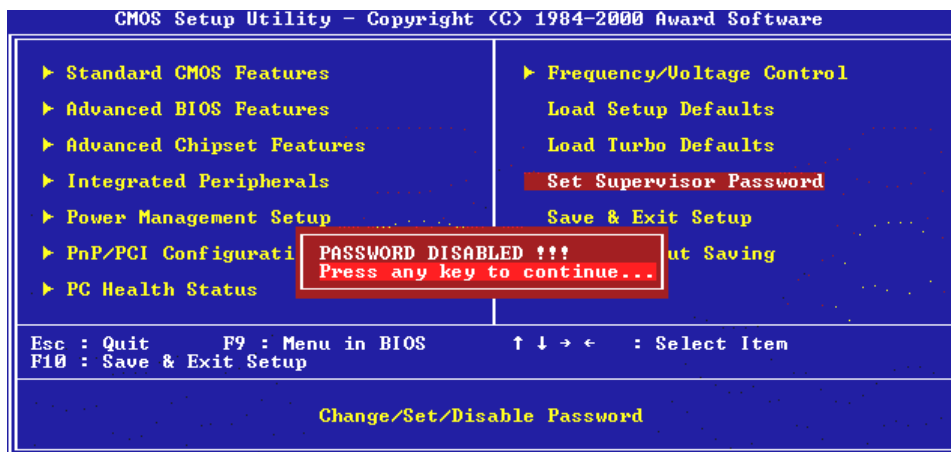 CMOS Setup Utility - Copyright (C) 1984-2000 Award Software
Standard CMOS Features
Advanced BIOS Features
Advanced Chipset Features
Integrated Peripherals
Power Management Setup
PnP/PCI Configurati
PC Health Status
Frequency/Voltage Control
Load Setup Defaults
Load Turbo Defaults
Set Supervisor Password
Save & Exit Setup
ut Saving
PASSWORD DISABLED !!!
Press any key to continue...
Esc : Quit F9 : Menu in BIOS ↑ ↓ → ← : Select Item
F10 : Save & Exit Setup
Change/Set/Disable Password